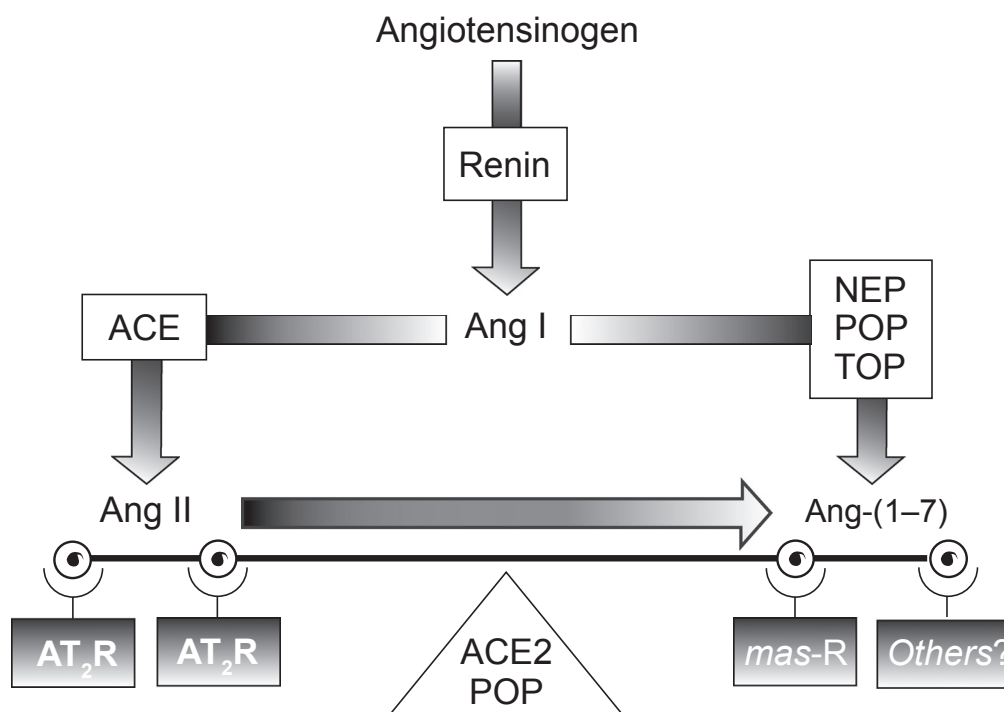 Angiotensinogen
Renin
ACE
Ang I
NEP
POP
TOP
Ang II
Ang-(1–7)
AT₂R
AT₂R
mas-R
Others?
ACE2
POP